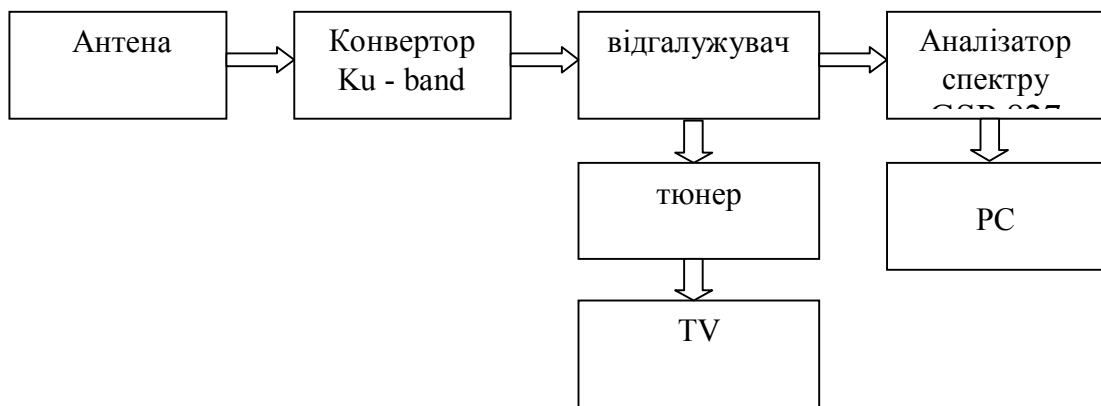 Антена
Конвертор
Ku - band
відгалужувач
Аналізатор
спектру
тюнер
PC
TV